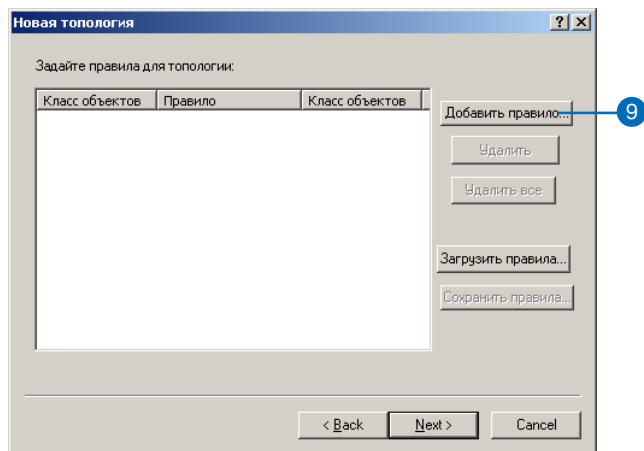 Новая топология
Задайте правила для топологии:
Класс объектов Правило Класс объектов
Добавить правило...
9
Удалить
Удалить все
Загрузить правила...
Сохранить правила...
< Back Next > Cancel